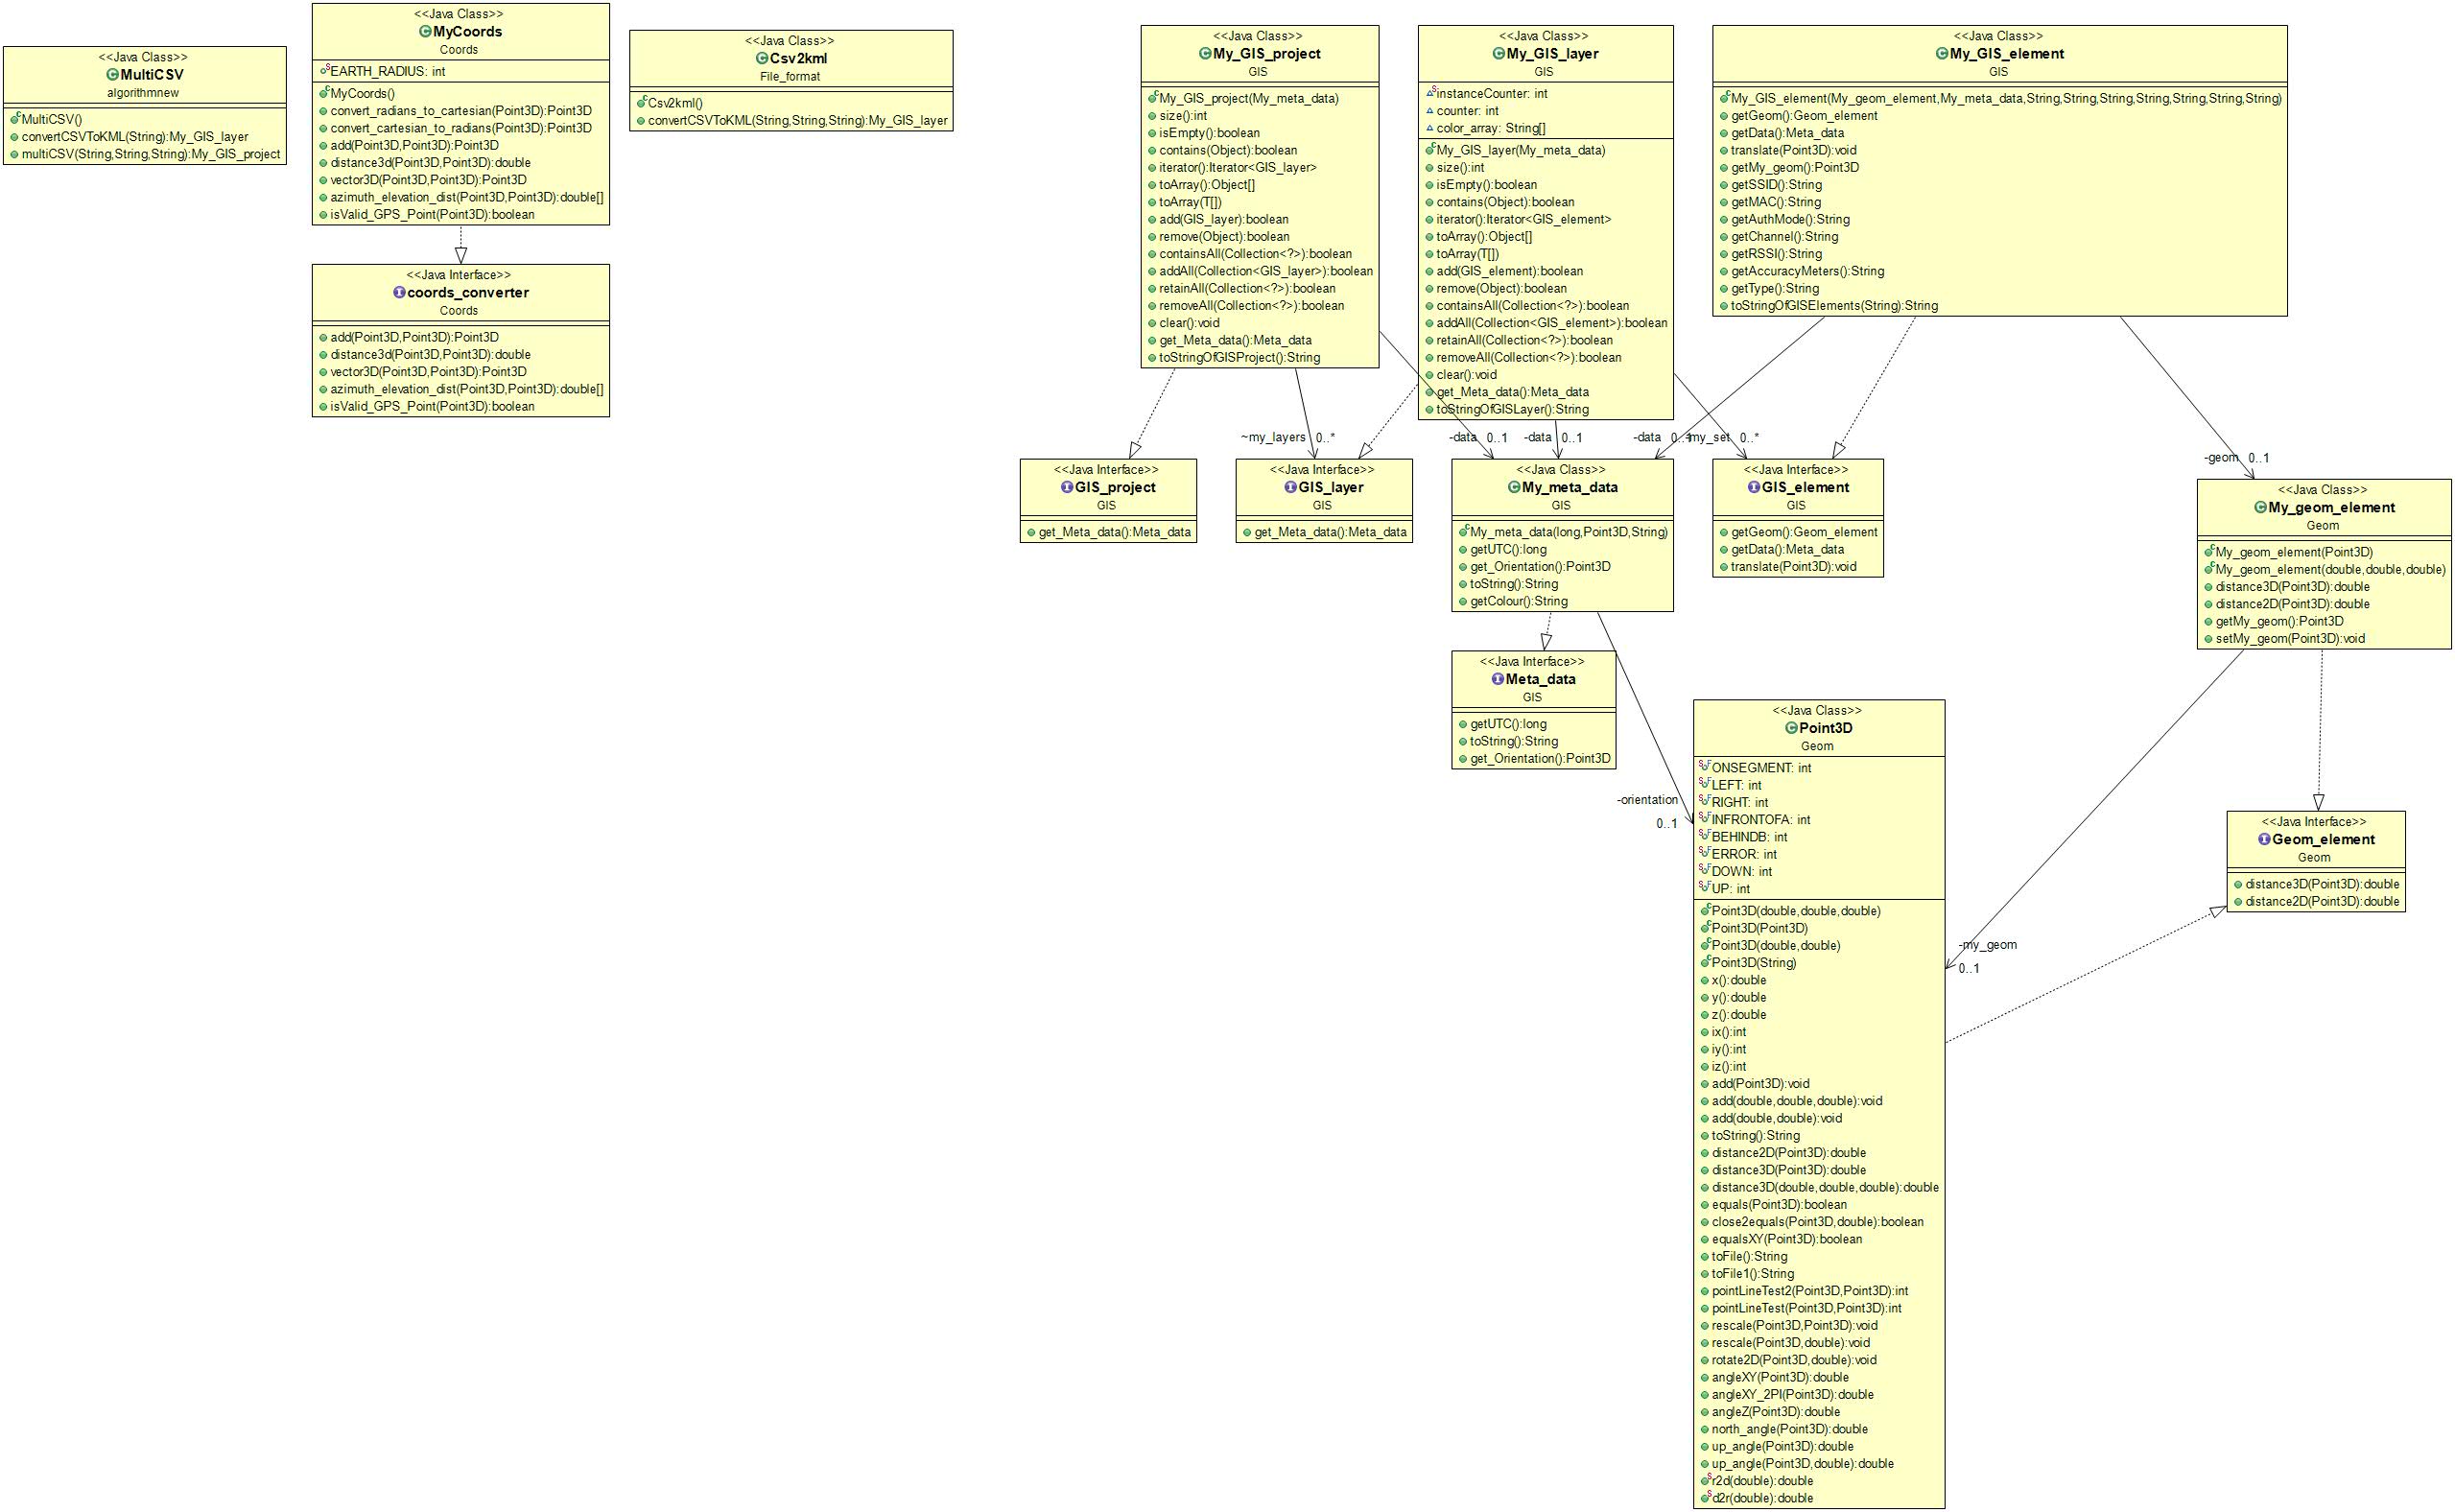 <<Java Class>>
MultiCSV
algorithmnew
MultiCSV()
convertCSVToKML(String):My_GIS_layer
multiCSV(String,String,String):My_GIS_project
<<Java Class>>
MyCoords
Coords
EARTH_RADIUS: int
MyCoords()
convert_radians_to_cartesian(Point3D):Point3D
convert_cartesian_to_radians(Point3D):Point3D
add(Point3D,Point3D):Point3D
distance3d(Point3D,Point3D):double
vector3D(Point3D,Point3D):Point3D
azimuth_elevation_dist(Point3D,Point3D):double[]
isValid_GPS_Point(Point3D):boolean
<<Java Interface>>
coords_converter
Coords
add(Point3D,Point3D):Point3D
distance3d(Point3D,Point3D):double
vector3D(Point3D,Point3D):Point3D
azimuth_elevation_dist(Point3D,Point3D):double[]
isValid_GPS_Point(Point3D):boolean
<<Java Class>>
Csv2kml
File_format
Csv2kml()
convertCSVToKML(String,String,String):My_GIS_layer
<<Java Class>>
My_GIS_project
GIS
My_GIS_project(My_meta_data)
size():int
isEmpty():boolean
contains(Object):boolean
iterator():Iterator<GIS_layer>
toArray():Object[]
toArray(T[])
add(GIS_layer):boolean
remove(Object):boolean
containsAll(Collection<?>):boolean
addAll(Collection<GIS_layer>):boolean
retainAll(Collection<?>):boolean
removeAll(Collection<?>):boolean
clear():void
get_Meta_data():Meta_data
toStringOfGISProject():String
<<Java Class>>
My_GIS_layer
GIS
instanceCounter: int
counter: int
color_array: String[]
My_GIS_layer(My_meta_data)
size():int
isEmpty():boolean
contains(Object):boolean
iterator():Iterator<GIS_element>
toArray():Object[]
toArray(T[])
add(GIS_element):boolean
remove(Object):boolean
containsAll(Collection<?>):boolean
addAll(Collection<GIS_element>):boolean
retainAll(Collection<?>):boolean
removeAll(Collection<?>):boolean
clear():void
get_Meta_data():Meta_data
toStringOfGISLayer():String
<<Java Class>>
My_GIS_element
GIS
My_GIS_element(My_geom_element,My_meta_data,String,String,String,String,String,String,String)
getGeom():Geom_element
getData():Meta_data
translate(Point3D):void
getMy_geom():Point3D
getSSID():String
getMAC():String
getAuthMode():String
getChannel():String
getRSSI():String
getAccuracyMeters():String
getType():String
toStringOfGISElements(String):String
~my_layers 0..*
-data 0..1
-data 0..1
-data 0..1
my_set 0..*
-geom 0..1
<<Java Interface>>
GIS_project
GIS
get_Meta_data():Meta_data
<<Java Interface>>
GIS_layer
GIS
get_Meta_data():Meta_data
<<Java Class>>
My_meta_data
GIS
My_meta_data(long,Point3D,String)
getUTC():long
get_Orientation():Point3D
toString():String
getColour():String
<<Java Interface>>
GIS_element
GIS
getGeom():Geom_element
getData():Meta_data
translate(Point3D):void
<<Java Class>>
My_geom_element
Geom
My_geom_element(Point3D)
My_geom_element(double,double,double)
distance3D(Point3D):double
distance2D(Point3D):double
getMy_geom():Point3D
setMy_geom(Point3D):void
<<Java Interface>>
Meta_data
GIS
getUTC():long
toString():String
get_Orientation():Point3D
-orientation
0..1
<<Java Class>>
Point3D
Geom
ONSEGMENT: int
LEFT: int
RIGHT: int
INFRONTOFA: int
BEHINDB: int
ERROR: int
DOWN: int
UP: int
Point3D(double,double,double)
Point3D(Point3D)
Point3D(double,double)
Point3D(String)
x():double
y():double
z():double
ix():int
iy():int
iz():int
add(Point3D):void
add(double,double,double):void
add(double,double):void
toString():String
distance2D(Point3D):double
distance3D(Point3D):double
distance3D(double,double,double):double
equals(Point3D):boolean
close2equals(Point3D,double):boolean
equalsXY(Point3D):boolean
toFile():String
toFile1():String
pointLineTest2(Point3D,Point3D):int
pointLineTest(Point3D,Point3D):int
rescale(Point3D,Point3D):void
rescale(Point3D,double):void
rotate2D(Point3D,double):void
angleXY(Point3D):double
angleXY_2PI(Point3D):double
angleZ(Point3D):double
north_angle(Point3D):double
up_angle(Point3D):double
up_angle(Point3D,double):double
r2d(double):double
d2r(double):double
-my_geom
0..1
<<Java Interface>>
Geom_element
Geom
distance3D(Point3D):double
distance2D(Point3D):double